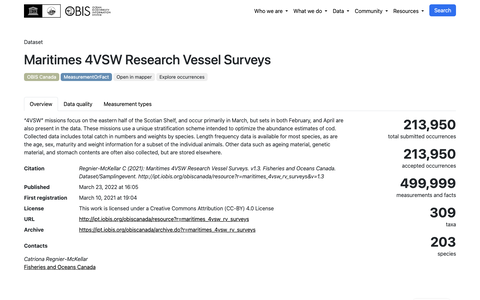 OBIS
Who we are What we do Data Community Resources Search
Dataset
Maritimes 4VSW Research Vessel Surveys
OBIS Canada MeasurementOrFact Open in mapper Explore occurrences
Overview Data quality Measurement types
"4VSW" missions focus on the eastern half of the Scotian Shelf, and occur primarily in March, but sets in both February, and April are
also present in the data. These missions use a unique stratification scheme intended to optimize the abundance estimates of cod.
Collected data includes total catch in numbers and weights by species. Length frequency data is available for most species, as are
the age, sex, maturity and weight information for a subset of the individual animals. Other data such as ageing material, genetic
material, and stomach contents are often also collected, but are stored elsewhere.
Citation Regnier-McKellar C (2021): Maritimes 4VSW Research Vessel Surveys. v1.3. Fisheries and Oceans Canada.
Dataset/Samplingevent. http://ipt.iobis.org/obiscanada/resource?r=maritimes_4vsw_rv_surveys&v=1.3
Published March 23, 2022 at 16:05
First registration March 10, 2021 at 19:04
License This work is licensed under a Creative Commons Attribution (CC-BY) 4.0 License
URL http://ipt.iobis.org/obiscanada/resource?r=maritimes_4vsw_rv_surveys
Archive https://ipt.iobis.org/obiscanada/archive.do?r=maritimes_4vsw_rv_surveys
Contacts
Catriona Regnier-McKellar
Fisheries and Oceans Canada
213,950
total submitted occurrences
213,950
accepted occurrences
499,999
measurements and facts
309
taxa
203
species